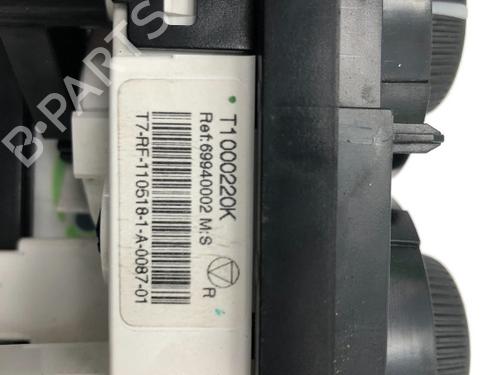 T1000220K
Ref:69940002 M:S
R
T7-RF-110518-1-A-0087-01
B-PARTS